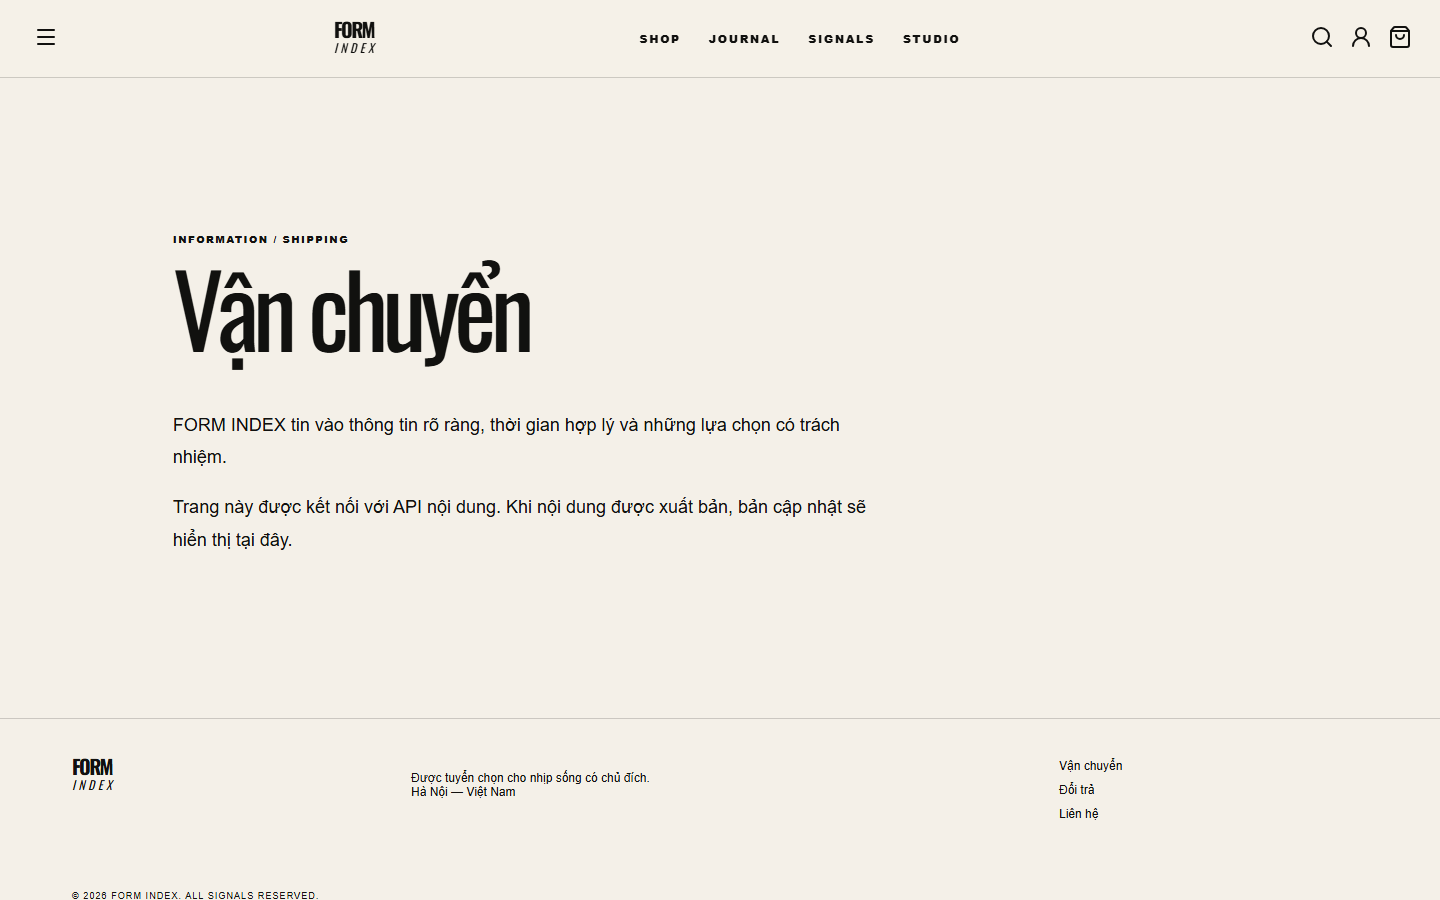 FORM
INDEX
SHOP
JOURNAL
SIGNALS
STUDIO
INFORMATION / SHIPPING
Vận chuyển
FORM INDEX tin vào thông tin rõ ràng, thời gian hợp lý và những lựa chọn có trách
nhiệm.
Trang này được kết nối với API nội dung. Khi nội dung được xuất bản, bản cập nhật sẽ
hiển thị tại đây.
FORM
INDEX
Được tuyển chọn cho nhịp sống có chủ đích.
Hà Nội — Việt Nam
Vận chuyển
Đổi trả
Liên hệ
© 2026 FORM INDEX. ALL SIGNALS RESERVED.